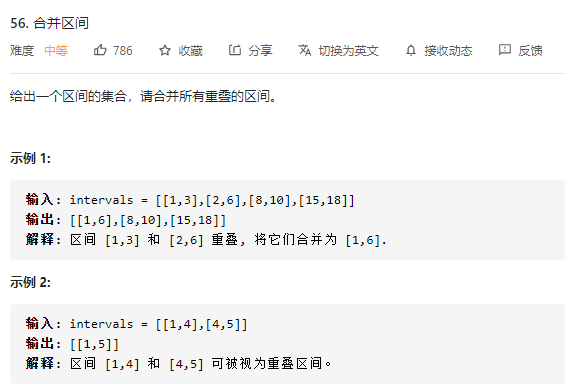 56. 合并区间
难度 中等 786 收藏 分享 切换为英文 接收动态 反馈
给出一个区间的集合，请合并所有重叠的区间。
示例 1:
输入: intervals = [[1,3],[2,6],[8,10],[15,18]]
输出: [[1,6],[8,10],[15,18]]
解释: 区间 [1,3] 和 [2,6] 重叠, 将它们合并为 [1,6].
示例 2:
输入: intervals = [[1,4],[4,5]]
输出: [[1,5]]
解释: 区间 [1,4] 和 [4,5] 可被视为重叠区间。